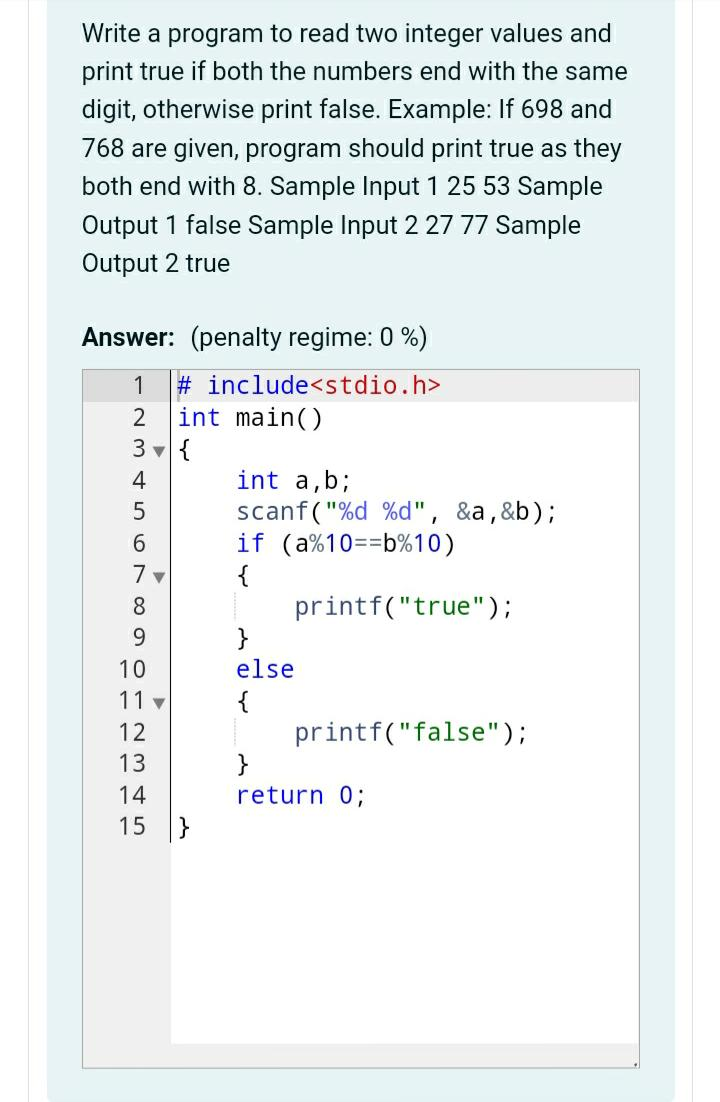 Write a program to read two integer values and
print true if both the numbers end with the same
digit, otherwise print false. Example: If 698 and
768 are given, program should print true as they
both end with 8. Sample Input 1 25 53 Sample
Output 1 false Sample Input 2 27 77 Sample
Output 2 true
Answer: (penalty regime: 0 %)
1 # include<stdio.h>
2 int main()
3 {
4     int a,b;
5     scanf("%d %d", &a,&b);
6     if (a%10==b%10)
7     {
8         printf("true");
9     }
10     else
11     {
12         printf("false");
13     }
14     return 0;
15 }